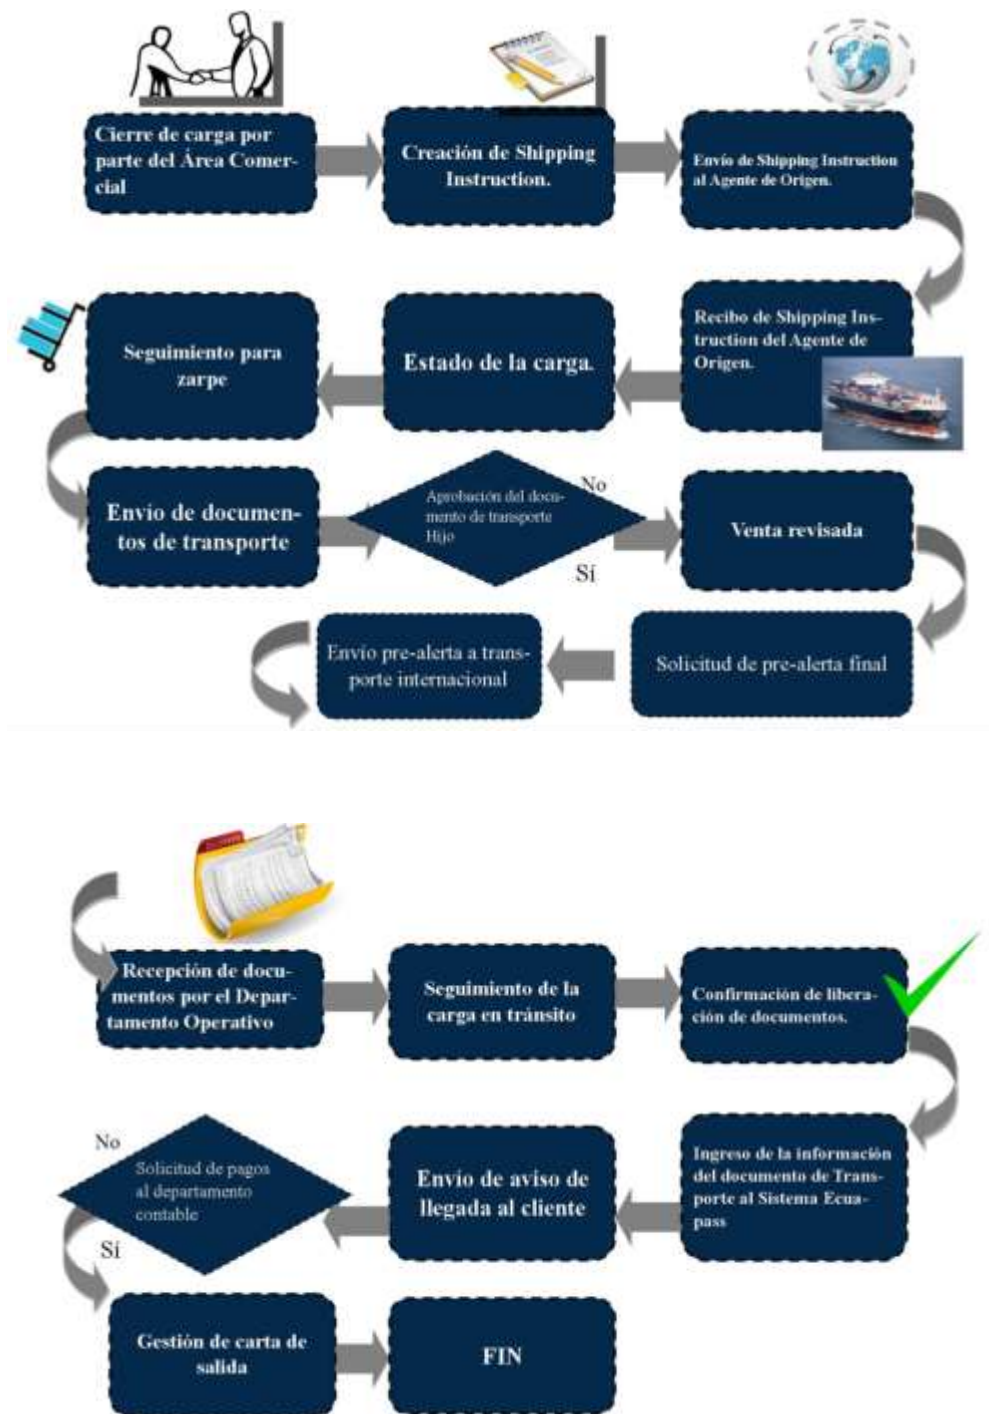 Cierre de carga por
parte del Área Comer-
cial
Creación de Shipping
Instruction.
Envío de Shipping Instruction
al Agente de Origen.
Recibo de Shipping Ins-
truction del Agente de
Origen.
Estado de la carga.
Seguimiento para
zarpe
Envío de documen-
tos de transporte
No
Aprobación del docu-
mento de transporte
Hijo
Sí
Venta revisada
Solicitud de pre-alerta final
Envío pre-alerta a trans-
porte internacional
Recepción de docu-
mentos por el Depar-
tamento Operativo
Seguimiento de la
carga en tránsito
Confirmación de libera-
ción de documentos.
Ingreso de la información
del documento de Trans-
porte al Sistema Ecua-
pass
Envío de aviso de
llegada al cliente
No
Solicitud de pagos
al departamento
contable
Sí
Gestión de carta de
salida
FIN